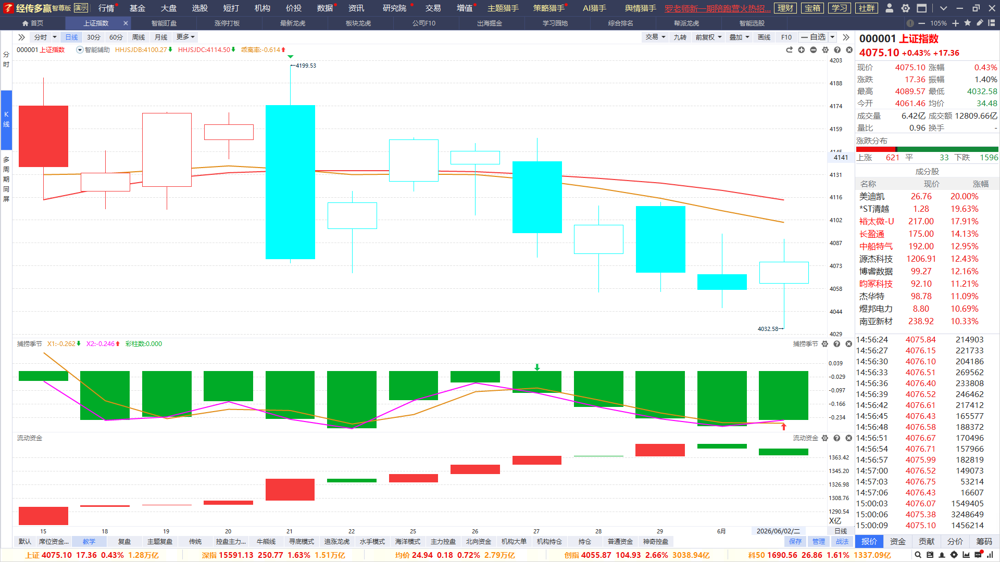 经传多赢 智尊版 演示 行情 基金 大盘 选股 短打 机构 价投 数据 资讯 研究院 交易 增值 主题猎手 策略猎手 AI猎手 舆情猎手 罗老师新一期陪跑营火热招... 理财 宝箱 学习 社群
首页 上证指数 智能盯盘 涨停打板 最新龙虎 板块龙虎 公司F10 出海掘金 学习园地 综合排名 帮派龙虎 智能选股 105%
分时 日线 30分 60分 周线 月线 更多 交易 九转 前复权 叠加 画线 F10 一自选
000001 上证指数
分时
K线
多周期同屏
000001 上证指数 智能辅助 HHJSJDB:4100.27 HHJSJDC:4114.50 乖离率:-0.614
4199.53
4032.58
4203
4188
4174
4159
4145
4141
4131
4116
4102
4087
4073
4058
4044
4029
捕捞季节 X1:-0.262 X2:-0.246 彩柱数:0.000 捕捞季节
0.039
-0.029
-0.097
-0.166
-0.234
流动资金 流动资金
1363.42
1345.20
1326.98
1308.76
1290.54
X亿
15 18 19 20 21 22 25 26 27 28 29 6月 2026/06/02/二 日线
默认 席位资金... 教学 复盘 主题复盘 传统 控盘主力... 牛能线 寻底模式 追涨龙虎 水手模式 海洋模式 主力控盘 北向资金 机构大单 机构持仓 持仓 普通资金 神奇控盘 保存 管理 战法
4075.10 +0.43% +17.36
现价 4075.10 涨幅 0.43%
涨跌 17.36 振幅 1.40%
最高 4089.57 最低 4032.58
今开 4061.46 均价 34.48
成交量 6.42亿 成交额 12809.66亿
量比 0.96 换手 -
涨跌分布
上涨 621 平 33 下跌 1596
成分股
名称 现价 涨幅
美迪凯 26.76 20.00%
*ST清越 1.28 19.63%
裕太微-U 217.00 17.91%
长盈通 175.00 14.13%
中船特气 192.00 12.95%
源杰科技 1206.91 12.43%
博睿数据 99.27 12.16%
昀冢科技 92.10 11.21%
杰华特 98.78 11.09%
煜邦电力 8.80 10.69%
南亚新材 238.92 10.33%
14:56:24 4075.84 214903
14:56:27 4076.15 221733
14:56:30 4076.10 204186
14:56:33 4076.51 269562
14:56:36 4076.40 233808
14:56:39 4076.52 246462
14:56:42 4076.61 217412
14:56:45 4076.43 165577
14:56:48 4076.58 188372
14:56:51 4076.67 170496
14:56:54 4076.71 157966
14:56:57 4075.99 182819
14:57:00 4076.52 149073
14:57:03 4076.75 53214
14:57:06 4076.43 16607
15:00:03 4076.07 1549405
15:00:06 4075.38 3248649
15:00:09 4075.10 1456214
报价 资金 贡献 分价 筹码
上证 4075.10 17.36 0.43% 1.28万亿 深指 15591.13 250.77 1.63% 1.51万亿 均价 24.94 0.18 0.72% 2.79万亿 创指 4055.87 104.93 2.66% 3038.94亿 科50 1690.56 26.86 1.61% 1337.09亿